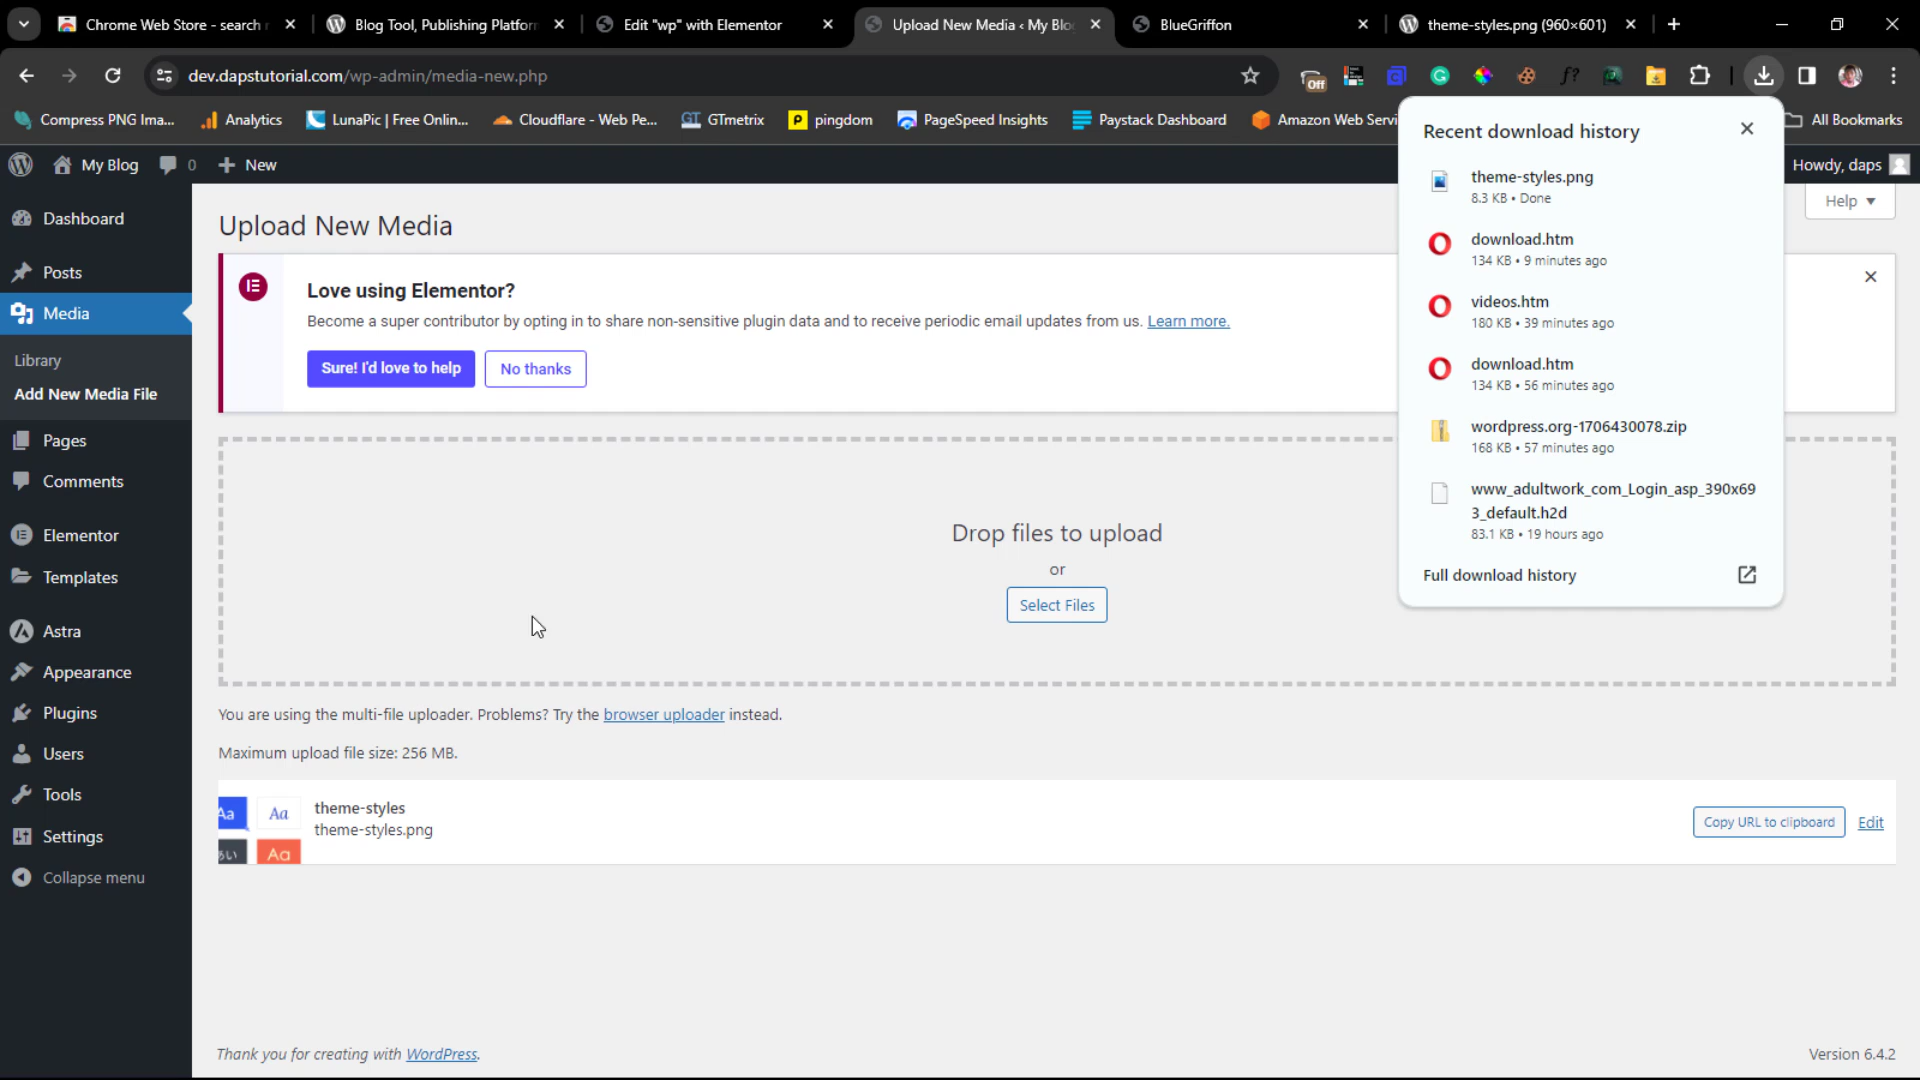 Chrome Web Store - search r
Blog Tool, Publishing Platform
Edit "wp" with Elementor
Upload New Media ‹ My Blo
BlueGriffon
theme-styles.png (960×601)
dev.dapstutorial.com/wp-admin/media-new.php
Off
f?
Compress PNG Ima...
Analytics
LunaPic | Free Onlin...
Cloudflare - Web Pe...
GT
GTmetrix
pingdom
PageSpeed Insights
Paystack Dashboard
Amazon Web Servi
All Bookmarks
My Blog
0
New
Howdy, daps
Recent download history
theme-styles.png
8.3 KB • Done
download.htm
134 KB • 9 minutes ago
videos.htm
180 KB • 39 minutes ago
download.htm
134 KB • 56 minutes ago
wordpress.org-1706430078.zip
168 KB • 57 minutes ago
www_adultwork_com_Login_asp_390x69
3_default.h2d
83.1 KB • 19 hours ago
Full download history
Dashboard
Posts
Media
Library
Add New Media File
Pages
Comments
Elementor
Templates
Astra
Appearance
Plugins
Users
Tools
Settings
Collapse menu
Upload New Media
Help
Love using Elementor?
Become a super contributor by opting in to share non-sensitive plugin data and to receive periodic email updates from us. Learn more.
Sure! I'd love to help
No thanks
Drop files to upload
or
Select Files
You are using the multi-file uploader. Problems? Try the browser uploader instead.
Maximum upload file size: 256 MB.
Aa
Aa
あい
Aa
theme-styles
theme-styles.png
Copy URL to clipboard
Edit
Thank you for creating with WordPress.
Version 6.4.2